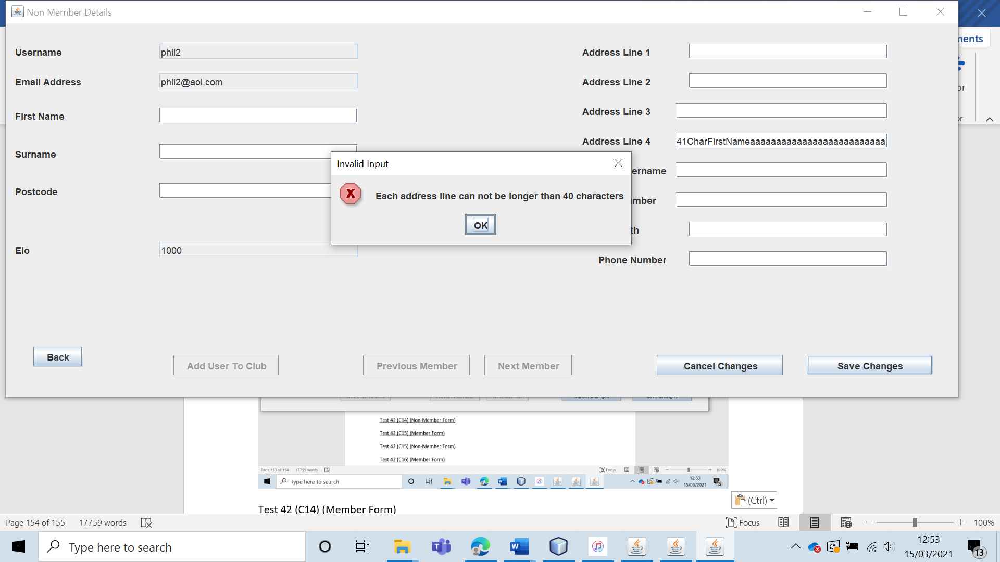 Non Member Details
ments
Username
phil2
Address Line 1
Email Address
phil2@aol.com
Address Line 2
or
First Name
Address Line 3
or
Address Line 4
41CharFirstNameaaaaaaaaaaaaaaaaaaaaaaaaaa
Surname
Invalid Input
ername
Postcode
Each address line can not be longer than 40 characters
mber
OK
th
Elo
1000
Phone Number
Back
Add User To Club
Previous Member
Next Member
Cancel Changes
Save Changes
Test 42 (C14) (Non-Member Form)
Test 42 (C15) (Member Form)
Test 42 (C15) (Non-Member Form)
Test 42 (C16) (Member Form)
Page 153 of 154 17759 words
Focus
100%
Type here to search
12:53
15/03/2021
13
(Ctrl)
Test 42 (C14) (Member Form)
Page 154 of 155 17759 words
Focus
100%
Type here to search
12:53
15/03/2021
13